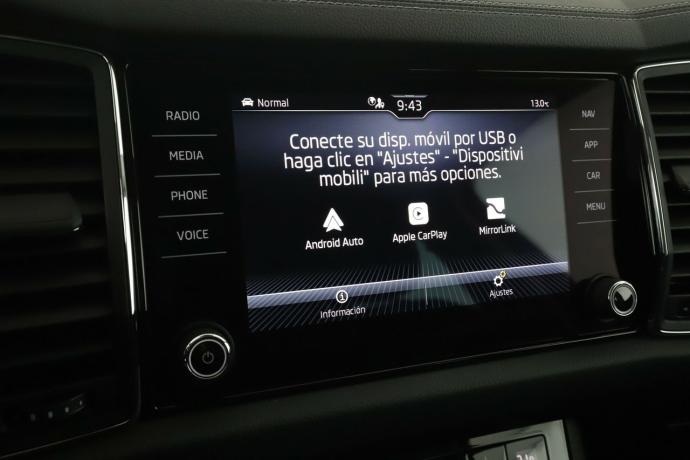 RADIO
MEDIA
PHONE
VOICE
Normal
9:43
13.0°C
Conecte su disp. móvil por USB o
haga clic en "Ajustes" - "Dispositivi
mobili" para más opciones.
Android Auto
Apple CarPlay
MirrorLink
Información
Ajustes
NAV
APP
CAR
MENU